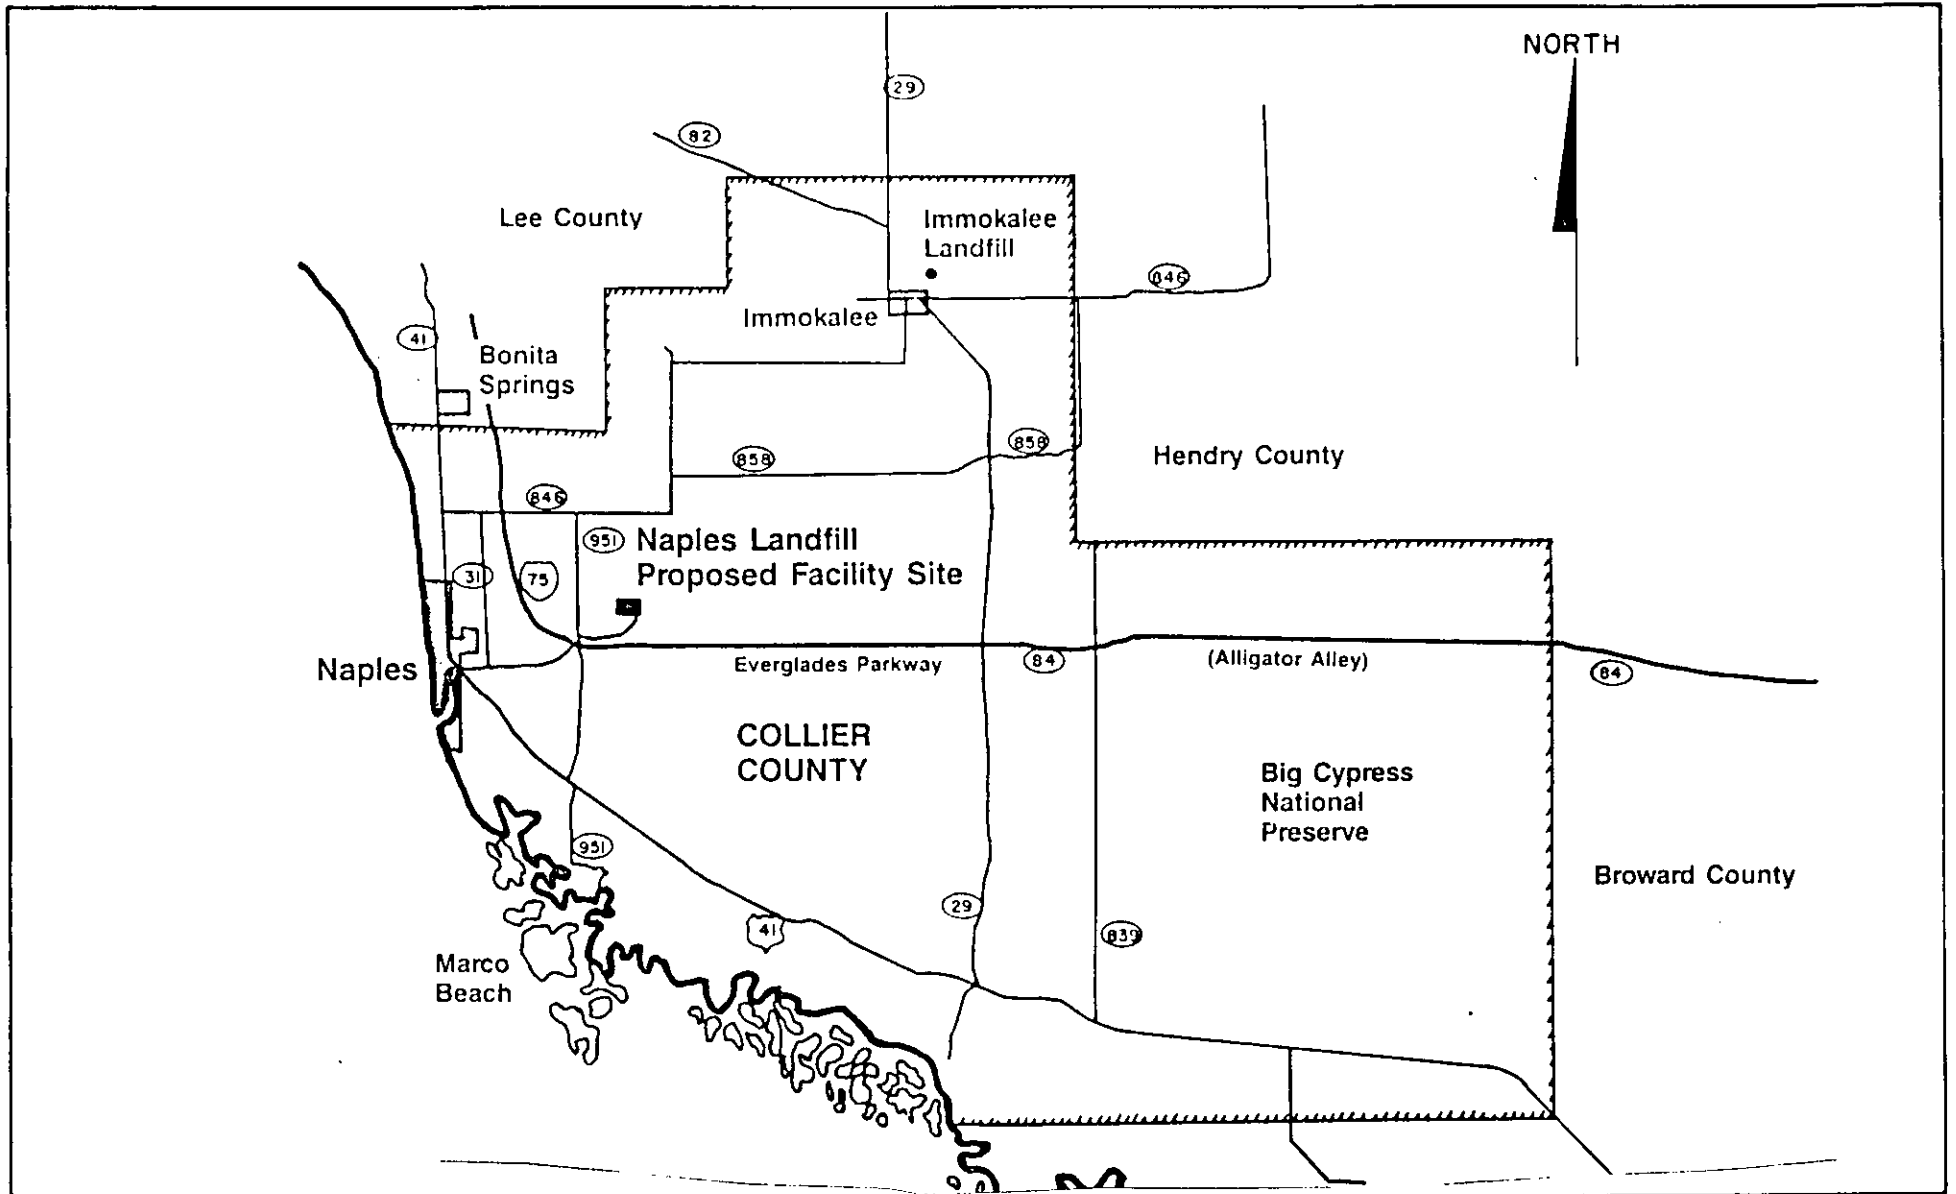 NORTH
29
82
Lee County
Immokalee
Landfill
846
Immokalee
41
Bonita
Springs
858
858
Hendry County
846
951
Naples Landfill
Proposed Facility Site
31
75
Naples
Everglades Parkway
84
(Alligator Alley)
84
COLLIER
COUNTY
Big Cypress
National
Preserve
951
Broward County
29
41
839
Marco
Beach